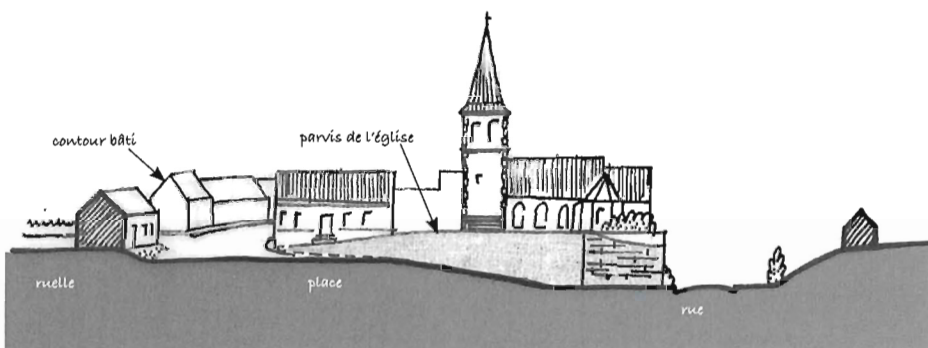 contour bâti
parvis de l'église
ruelle
place
rue